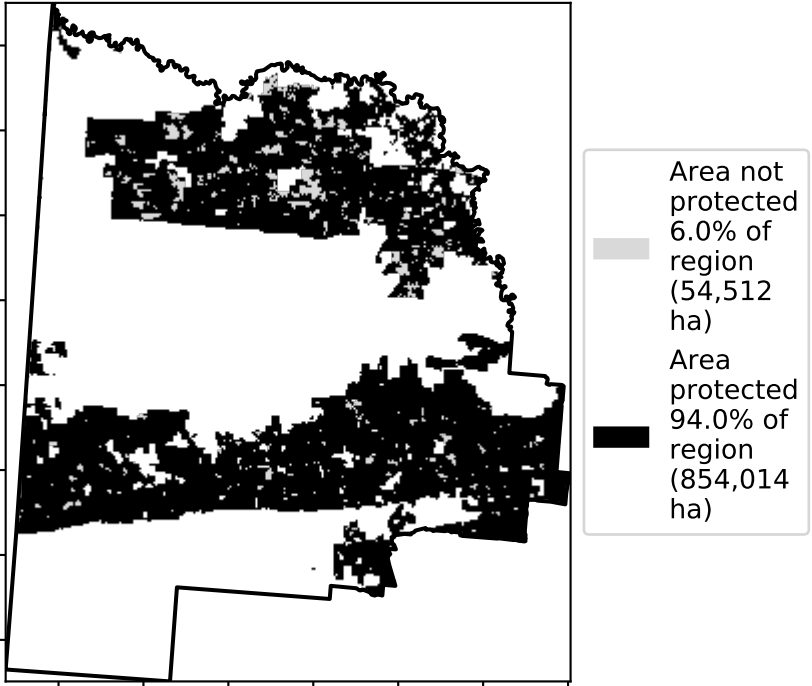 Area not
protected
6.0% of
region
(54,512
ha)
Area
protected
94.0% of
region
(854,014
ha)